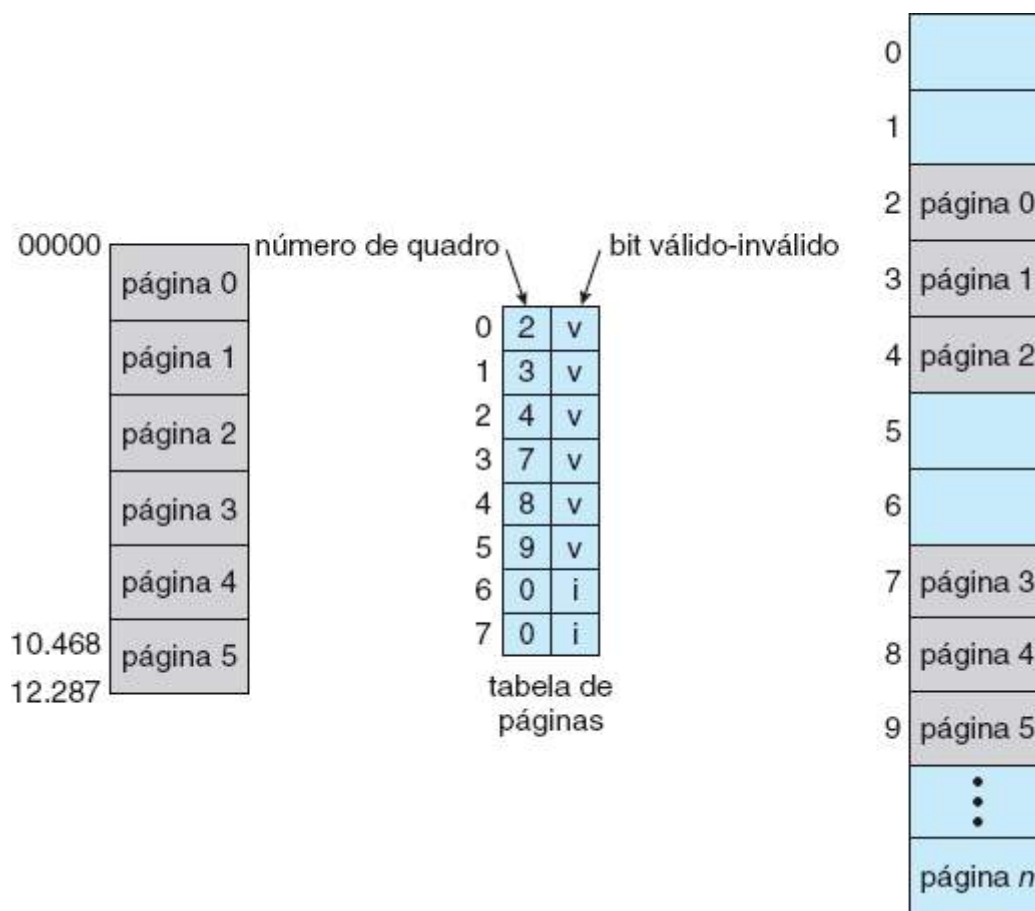 00000
página 0
página 1
página 2
página 3
página 4
10.468
página 5
12.287
número de quadro
bit válido-inválido
0 2 v
1 3 v
2 4 v
3 7 v
4 8 v
5 9 v
6 0 i
7 0 i
tabela de
páginas
0
1
2 página 0
3 página 1
4 página 2
5
6
7 página 3
8 página 4
9 página 5
página n